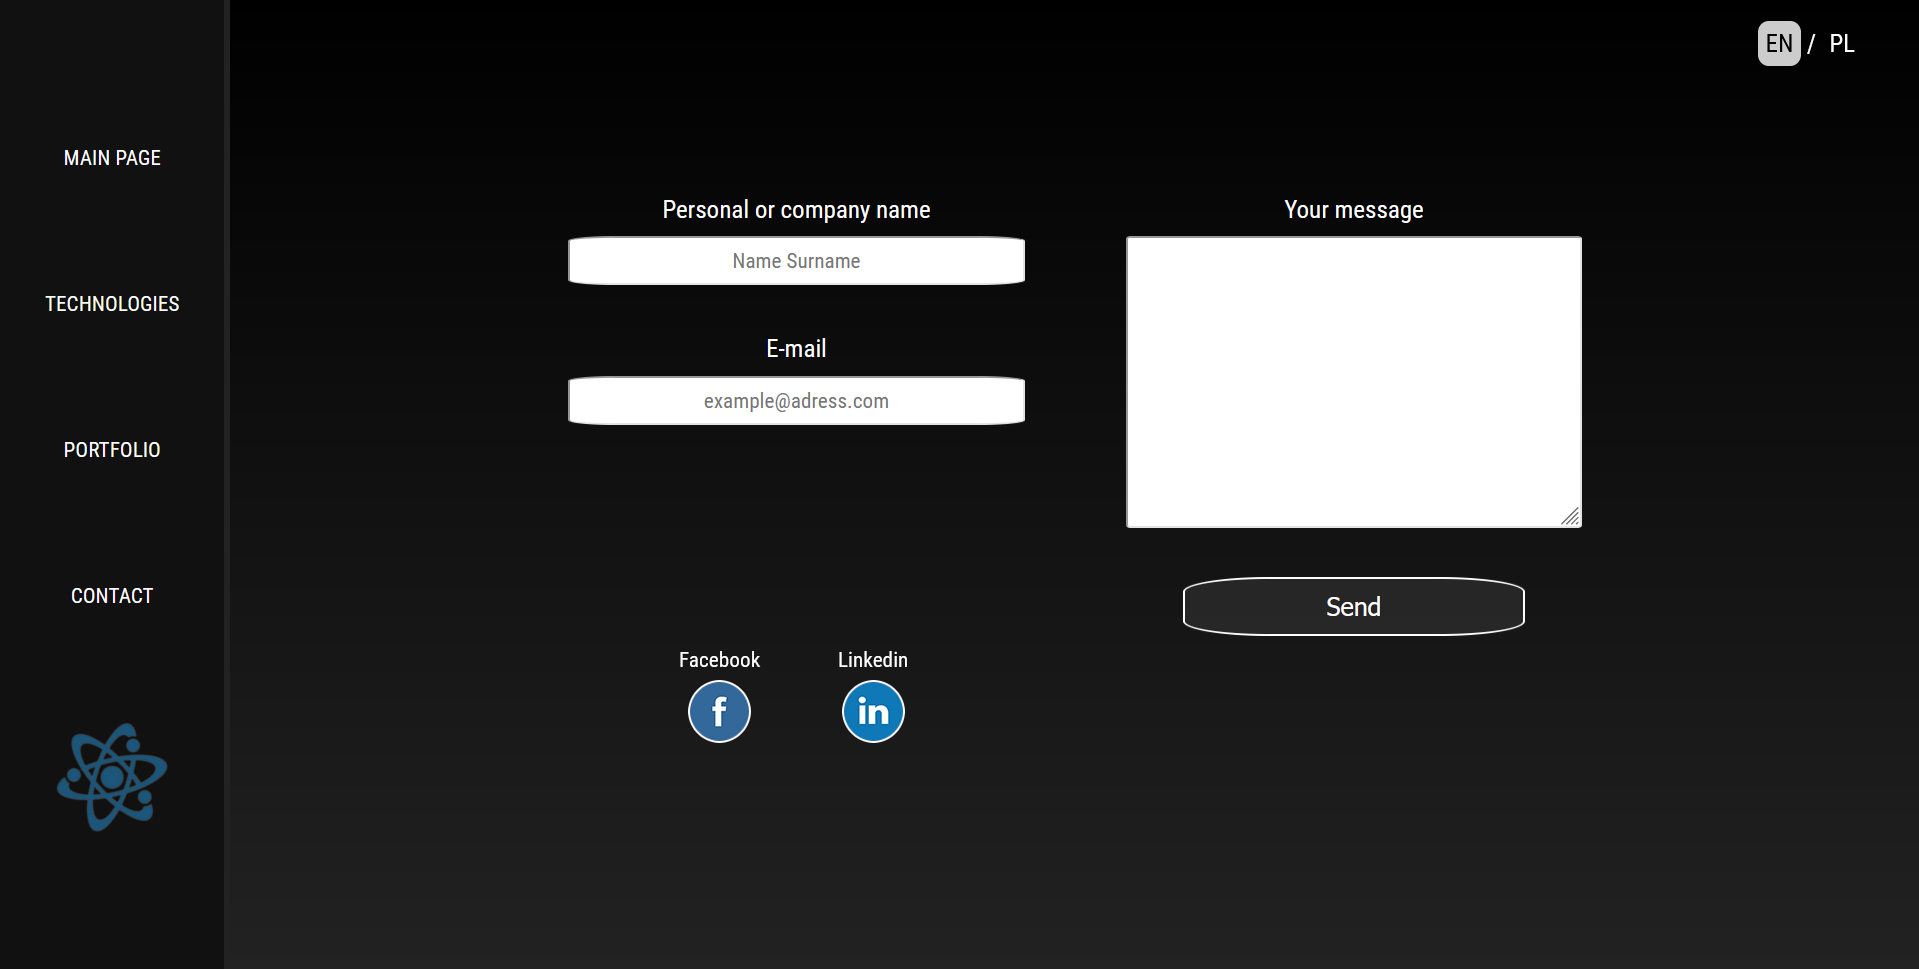 EN / PL
MAIN PAGE
TECHNOLOGIES
PORTFOLIO
CONTACT
Personal or company name
Name Surname
E-mail
example@adress.com
Your message
Send
Facebook
Linkedin
f
in